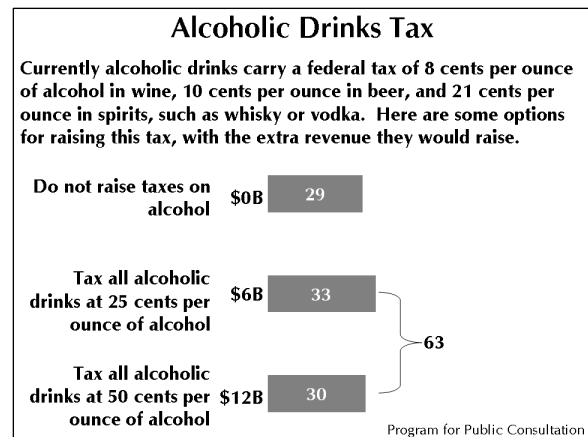 Alcoholic Drinks Tax
Currently alcoholic drinks carry a federal tax of 8 cents per ounce
of alcohol in wine, 10 cents per ounce in beer, and 21 cents per
ounce in spirits, such as whisky or vodka.  Here are some options
for raising this tax, with the extra revenue they would raise.
Do not raise taxes on
alcohol
$0B
29
Tax all alcoholic
drinks at 25 cents per
ounce of alcohol
$6B
33
63
Tax all alcoholic
drinks at 50 cents per
ounce of alcohol
$12B
30
Program for Public Consultation